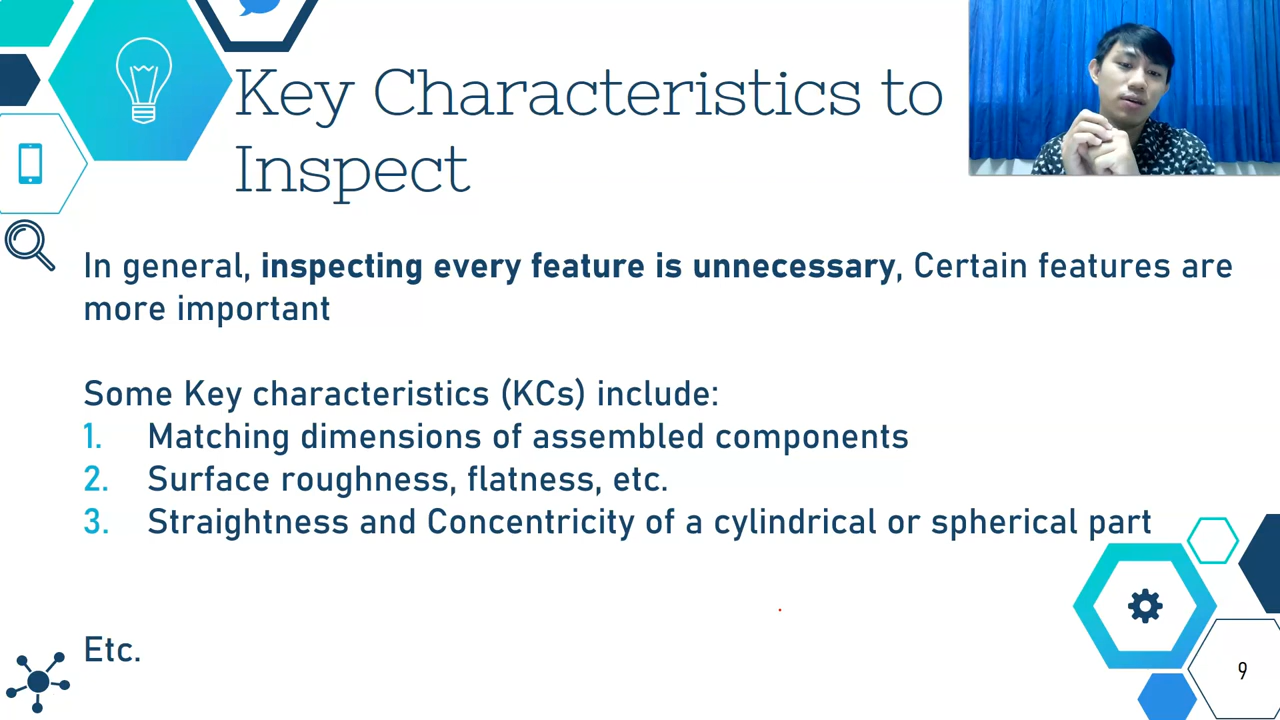 Key Characteristics to
Inspect
In general, inspecting every feature is unnecessary, Certain features are
more important
Some Key characteristics (KCs) include:
1. Matching dimensions of assembled components
2. Surface roughness, flatness, etc.
3. Straightness and Concentricity of a cylindrical or spherical part
Etc.
9